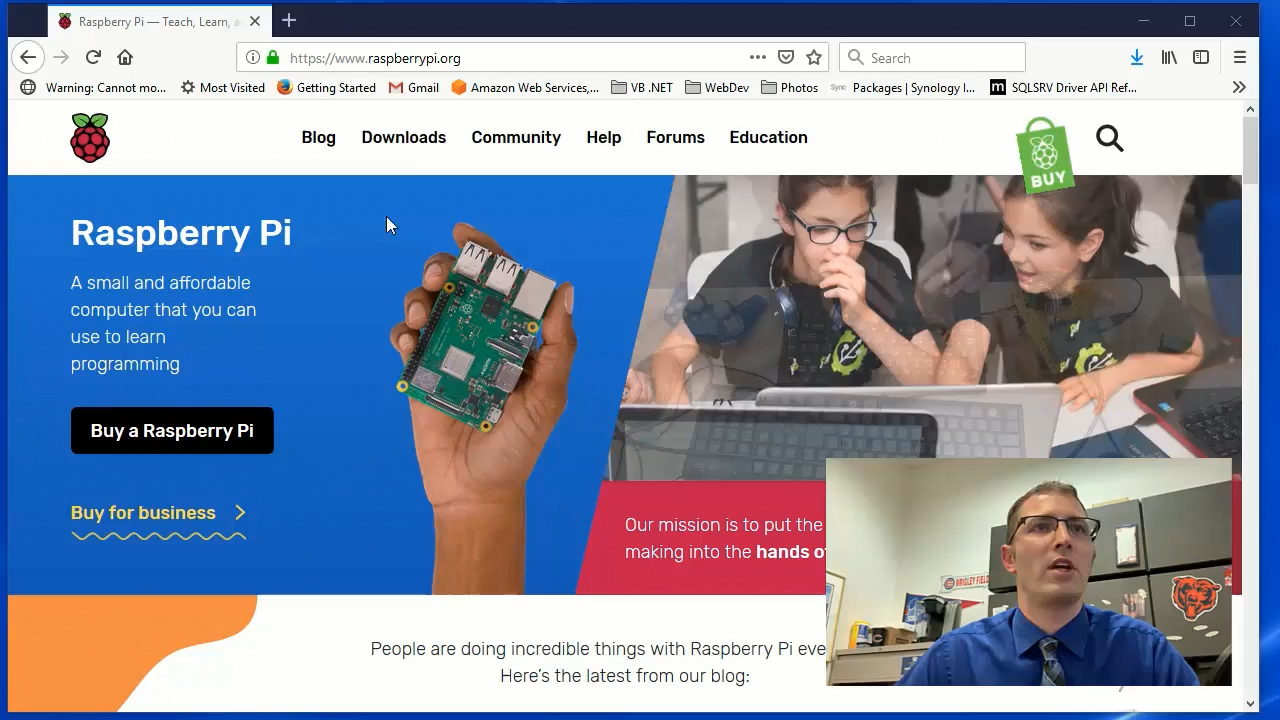 Raspberry Pi — Teach, Learn, a
https://www.raspberrypi.org
Search
Warning: Cannot mo...
Most Visited
Getting Started
Gmail
Amazon Web Services,...
VB .NET
WebDev
Photos
Sync
Packages | Synology I...
m
SQLSRV Driver API Ref...
Blog
Downloads
Community
Help
Forums
Education
BUY
Raspberry Pi
A small and affordable
computer that you can
use to learn
programming
Buy a Raspberry Pi
Buy for business
Our mission is to put the
making into the hands o
WRIGLEY FIELD
People are doing incredible things with Raspberry Pi eve
Here's the latest from our blog: